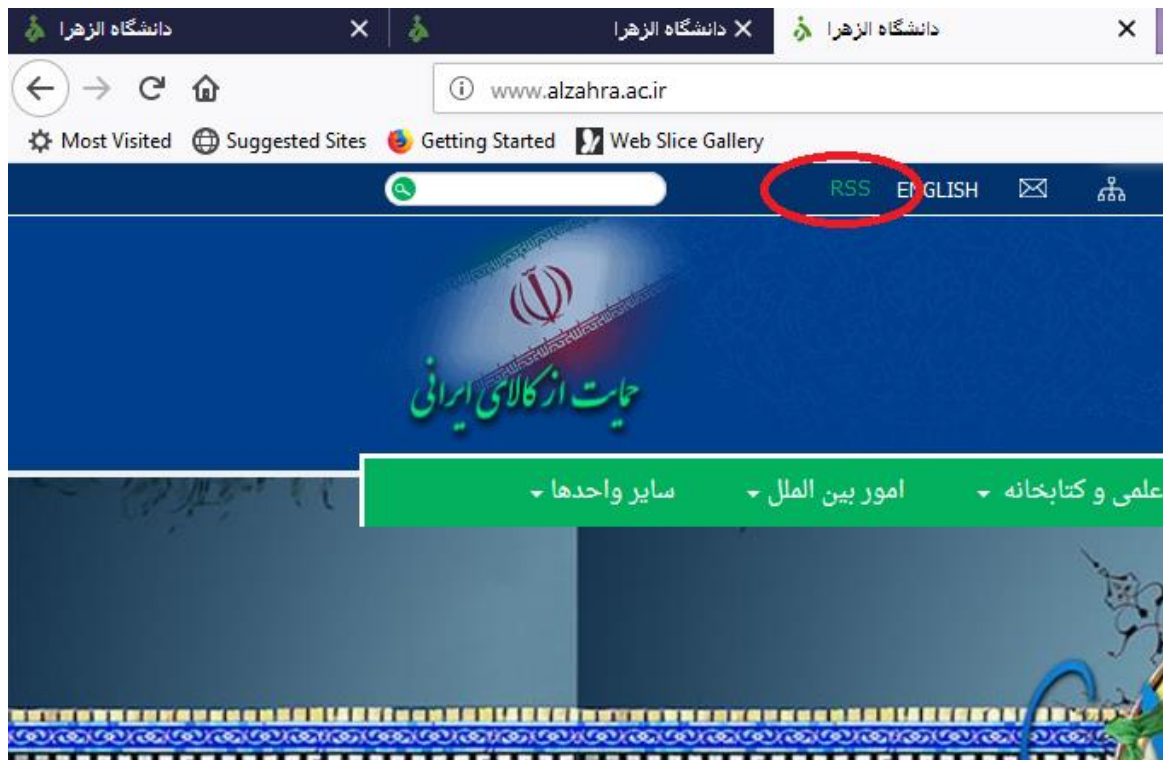 دانشگاه الزهرا
دانشگاه الزهرا
دانشگاه الزهرا
www.alzahra.ac.ir
Most Visited Suggested Sites Getting Started Web Slice Gallery
RSS ENGLISH
حمایت از کالای ایرانی
علمی و کتابخانه امور بین الملل سایر واحدها